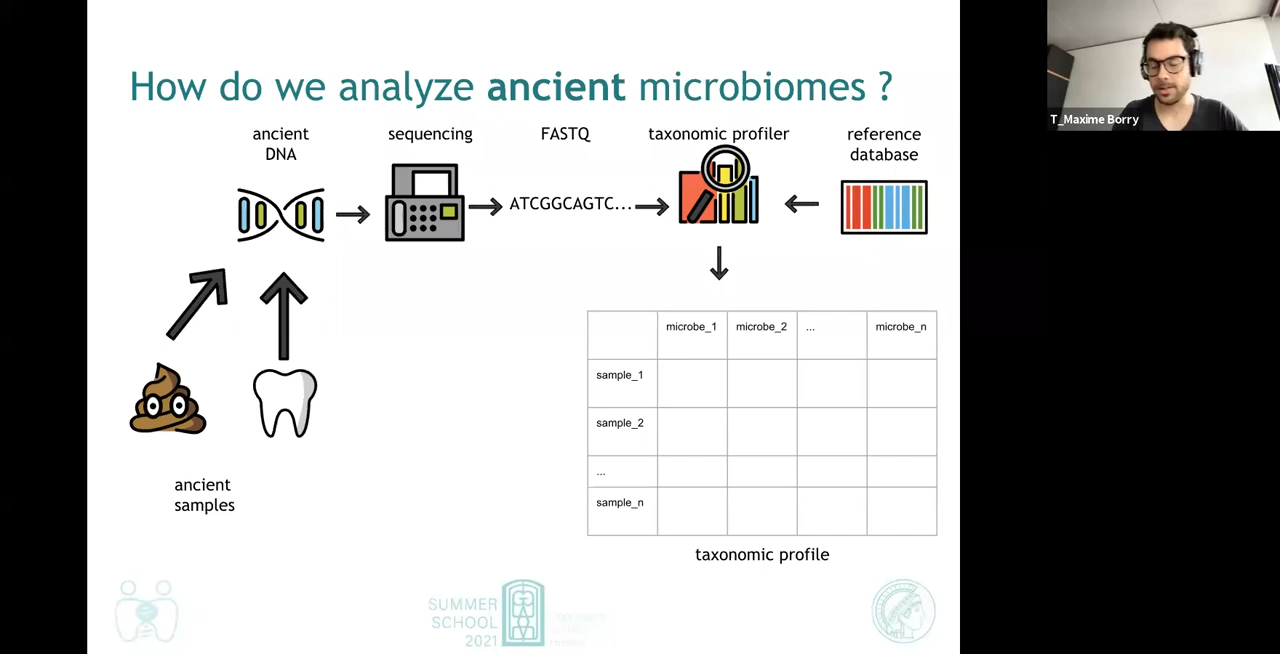 How do we analyze ancient microbiomes ?
ancient
DNA
sequencing
FASTQ
taxonomic profiler
reference
database
ATCGGCAGTC...
microbe_1
microbe_2
...
microbe_n
sample_1
sample_2
...
sample_n
ancient
samples
taxonomic profile
SUMMER
SCHOOL
2021
T_Maxime Borry